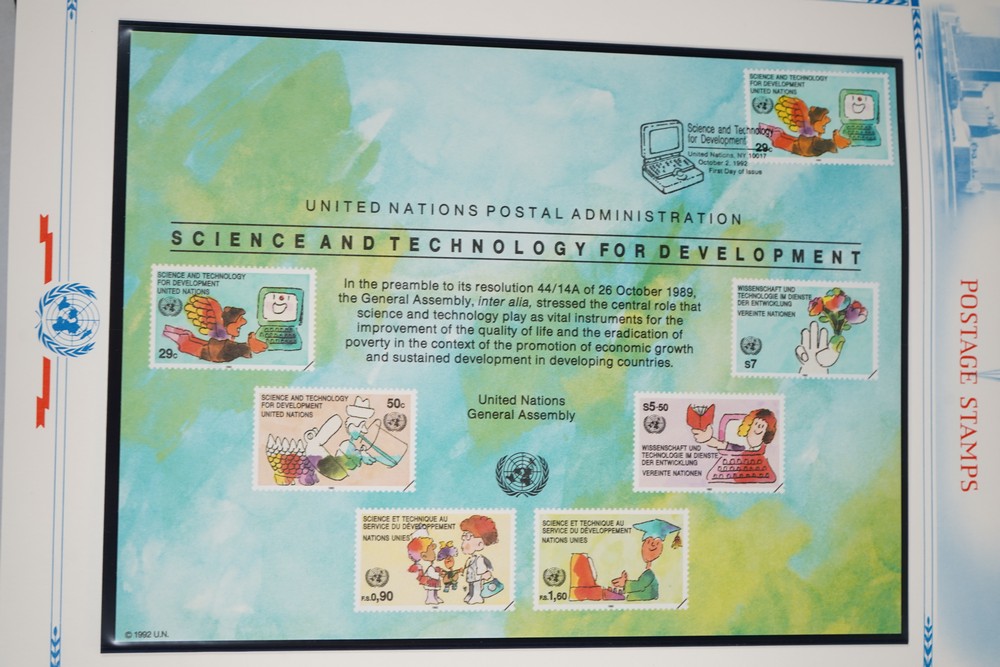 SCIENCE AND TECHNOLOGY
FOR DEVELOPMENT
UNITED NATIONS
29c
Science and Technology
for Development
United Nations, NY 10017
October 2, 1992
First Day of Issue
UNITED NATIONS POSTAL ADMINISTRATION
SCIENCE AND TECHNOLOGY FOR DEVELOPMENT
SCIENCE AND TECHNOLOGY
FOR DEVELOPMENT
UNITED NATIONS
29c
In the preamble to its resolution 44/14A of 26 October 1989,
the General Assembly, inter alia, stressed the central role that
science and technology play as vital instruments for the
improvement of the quality of life and the eradication of
poverty in the context of the promotion of economic growth
and sustained development in developing countries.
United Nations
General Assembly
WISSENSCHAFT UND
TECHNOLOGIE IM DIENSTE
DER ENTWICKLUNG
VEREINTE NATIONEN
S7
SCIENCE AND TECHNOLOGY
FOR DEVELOPMENT
UNITED NATIONS
50c
S5·50
WISSENSCHAFT UND
TECHNOLOGIE IM DIENSTE
DER ENTWICKLUNG
VEREINTE NATIONEN
SCIENCE ET TECHNIQUE AU
SERVICE DU DÉVELOPPEMENT
NATIONS UNIES
F.S.0,90
SCIENCE ET TECHNIQUE AU
SERVICE DU DÉVELOPPEMENT
NATIONS UNIES
F.S.1,60
© 1992 U.N.
POSTAGE STAMPS